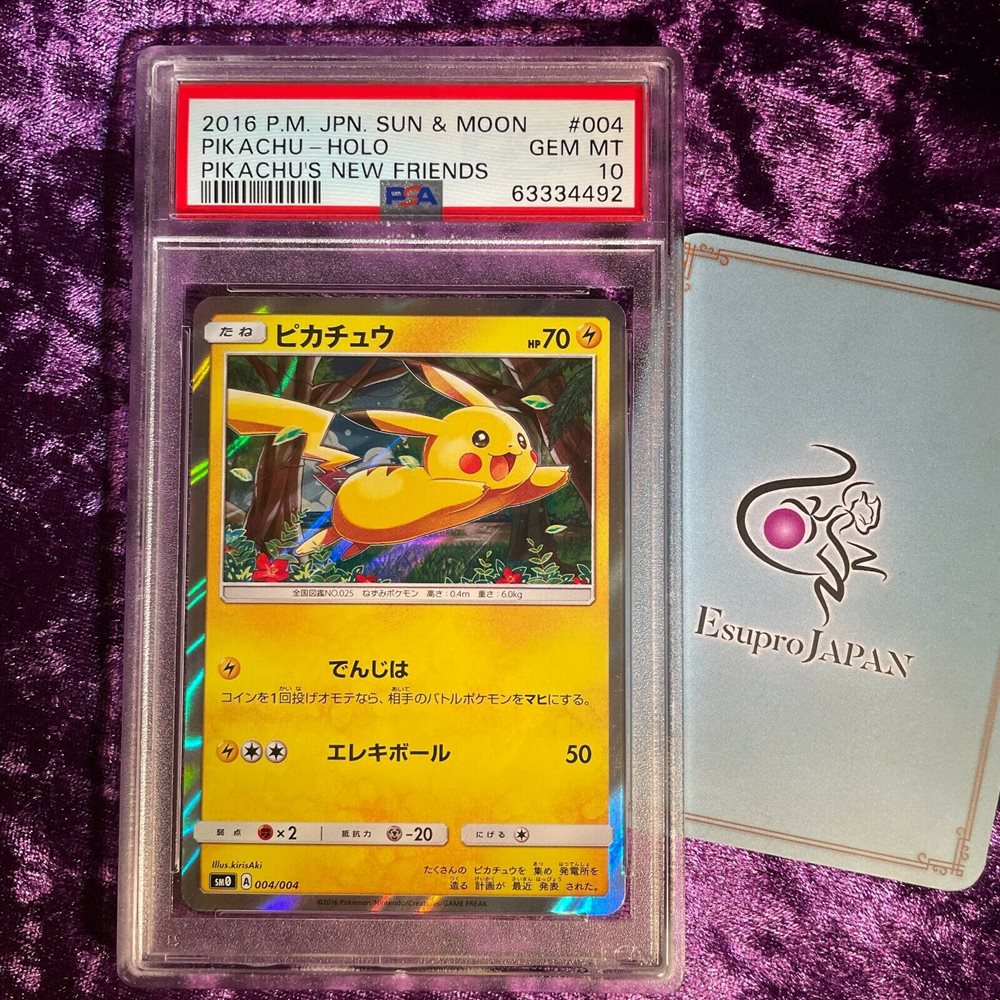 2016 P.M. JPN. SUN & MOON #004
PIKACHU-HOLO GEM MT
PIKACHU'S NEW FRIENDS 10
PSA 63334492
たね ピカチュウ HP70
全国図鑑NO.025 ねずみポケモン 高さ:0.4m 重さ:6.0kg
でんじは
コインを1回投げオモテなら、相手のバトルポケモンをマヒにする。
エレキボール 50
弱点 ×2 抵抗力 -20 にげる
Illus.kirisAki
SM0 A 004/004
たくさんの ピカチュウを 集め 発電所を
造る 計画が 最近 発表 された。
©2016 Pokémon/Nintendo/Creatures/GAME FREAK.
EsuproJAPAN